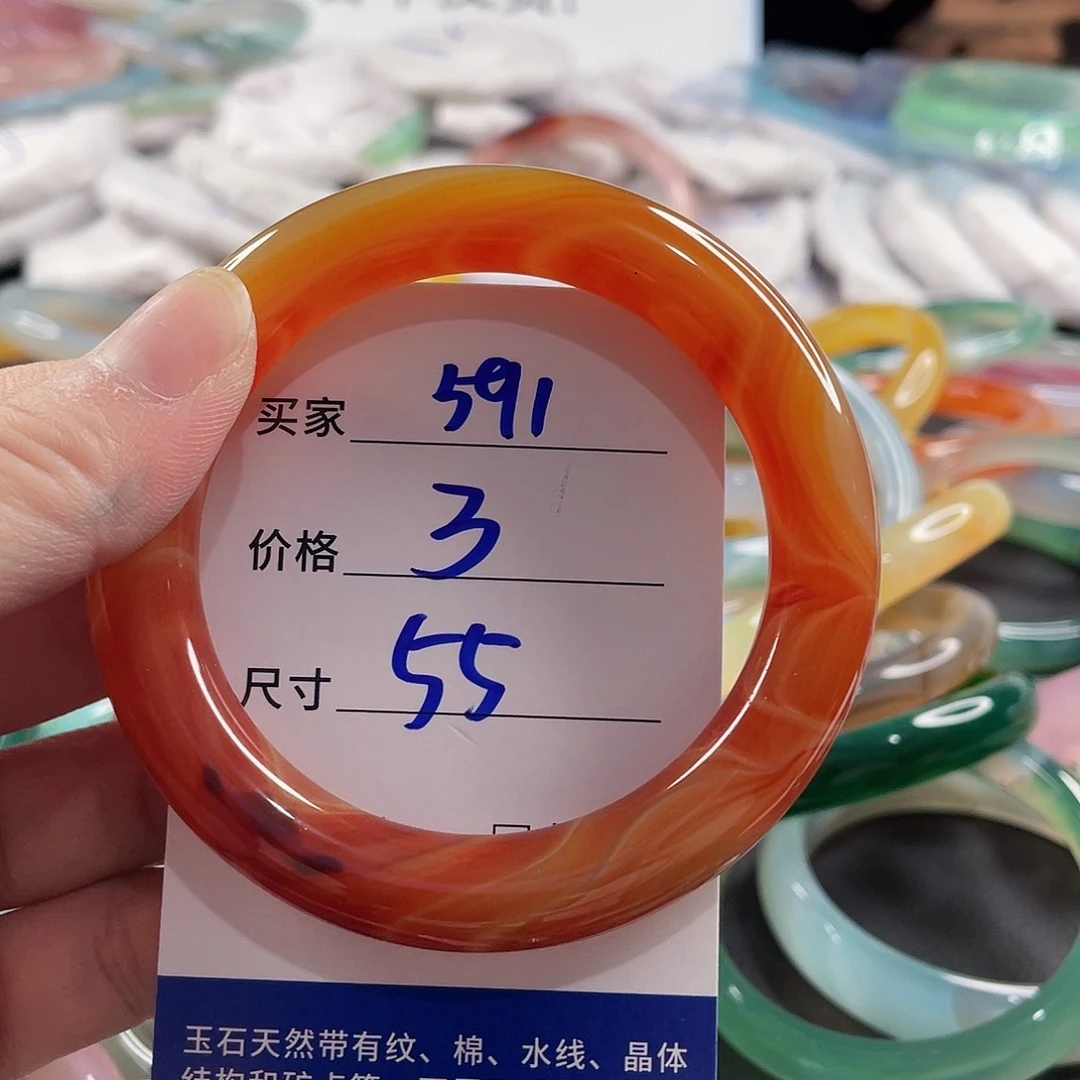 买家 591
价格 3
尺寸 55
玉石天然带有纹、棉、水线、晶体